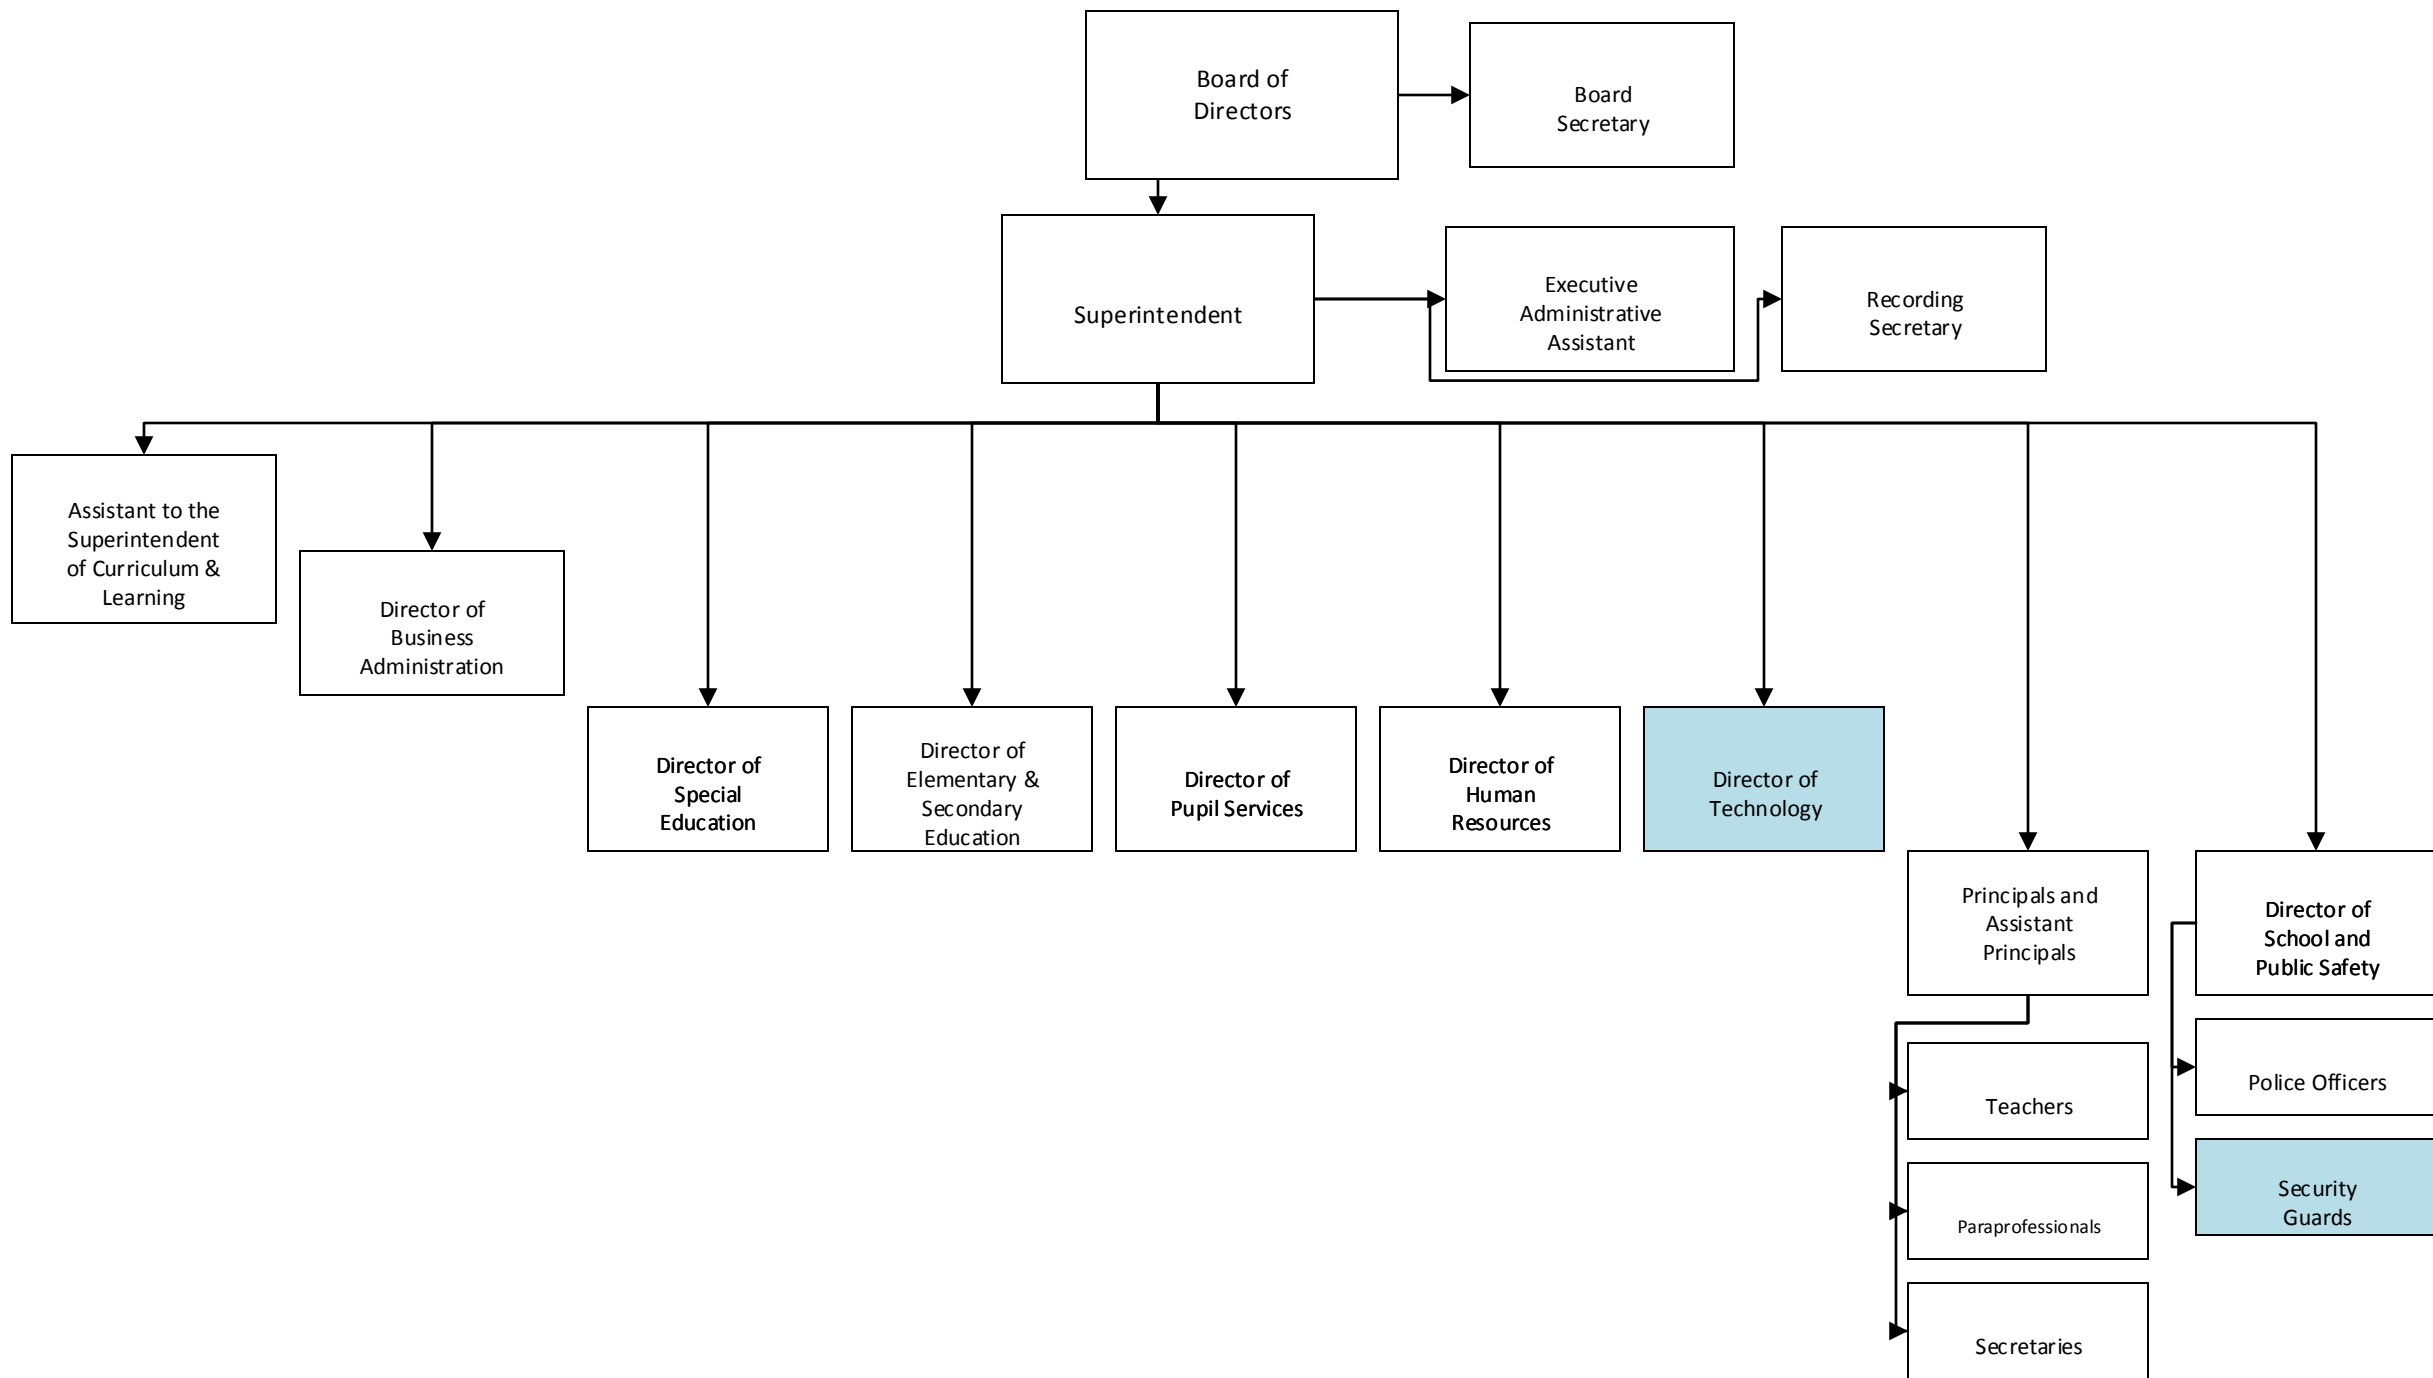 Board of
Directors
Board
Secretary
Superintendent
Executive
Administrative
Assistant
Recording
Secretary
Assistant to the
Superintendent
of Curriculum &
Learning
Director of
Business
Administration
Director of
Special
Education
Director of
Elementary &
Secondary
Education
Director of
Pupil Services
Director of
Human
Resources
Director of
Technology
Principals and
Assistant
Principals
Director of
School and
Public Safety
Teachers
Paraprofessionals
Secretaries
Police Officers
Security
Guards